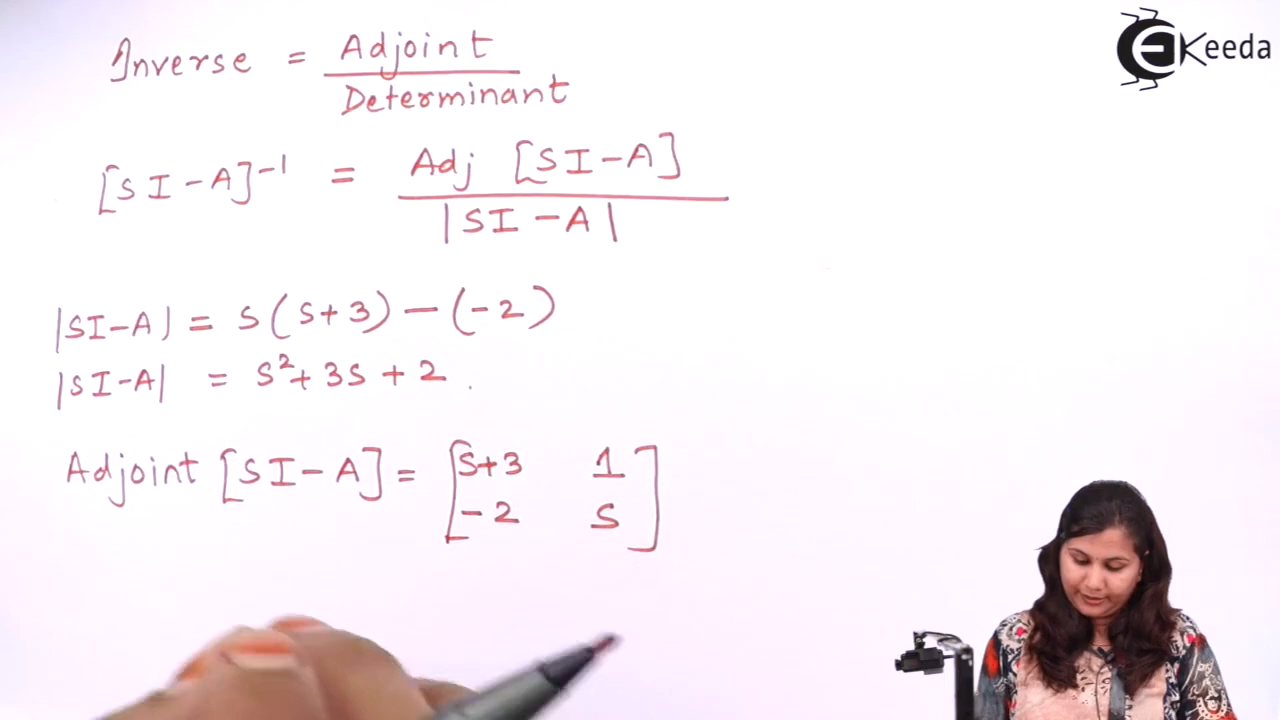 Inverse = Adjoint / Determinant
[SI-A]⁻¹ = Adj [SI-A] / |SI-A|
|SI-A| = S(S+3) - (-2)
|SI-A| = S²+3S+2.
Adjoint [SI-A] = [S+3 1
-2 S]
EKeeda